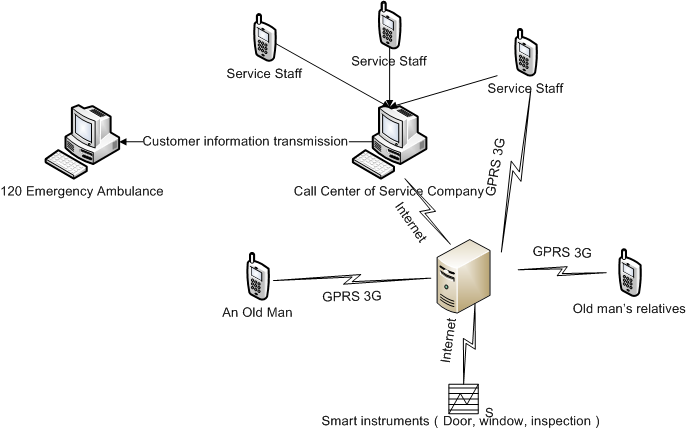 Service Staff
Service Staff
Service Staff
Customer information transmission
120 Emergency Ambulance
Call Center of Service Company
GPRS 3G
Internet
GPRS 3G
GPRS 3G
An Old Man
Old man's relatives
Internet
S
Smart instruments ( Door, window, inspection )